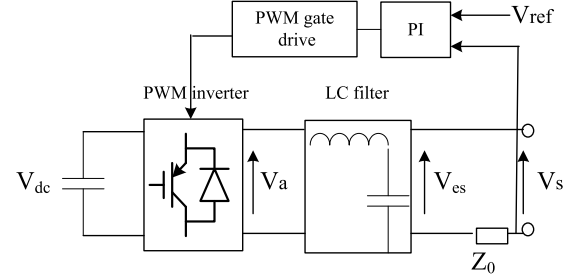 PWM gate
drive
PI
Vref
PWM inverter
LC filter
Vdc
Va
Ves
Vs
Z0